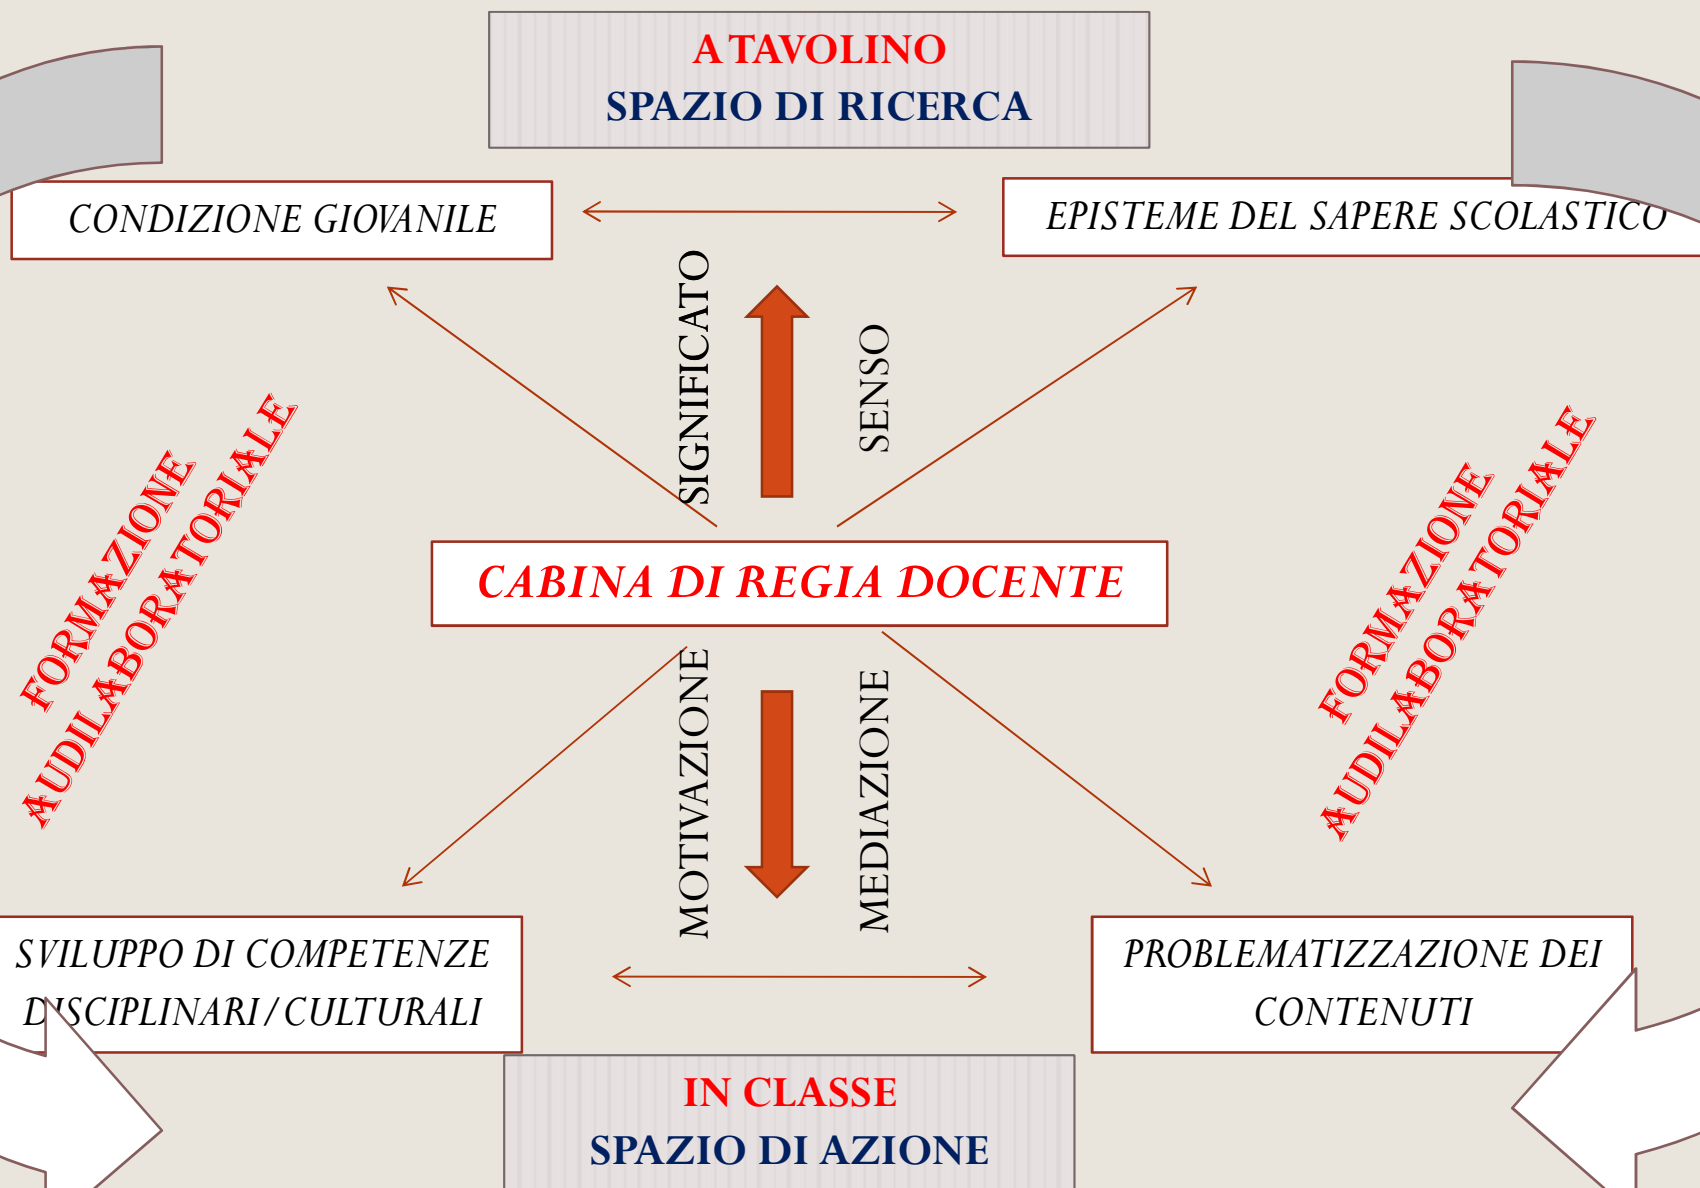 A TAVOLINO
SPAZIO DI RICERCA
CONDIZIONE GIOVANILE
EPISTEME DEL SAPERE SCOLASTICO
SIGNIFICATO
SENSO
FORMAZIONE
AUDILABORATORIALE
FORMAZIONE
AUDILABORATORIALE
CABINA DI REGIA DOCENTE
MOTIVAZIONE
MEDIAZIONE
SVILUPPO DI COMPETENZE
DISCIPLINARI/CULTURALI
PROBLEMATIZZAZIONE DEI
CONTENUTI
IN CLASSE
SPAZIO DI AZIONE